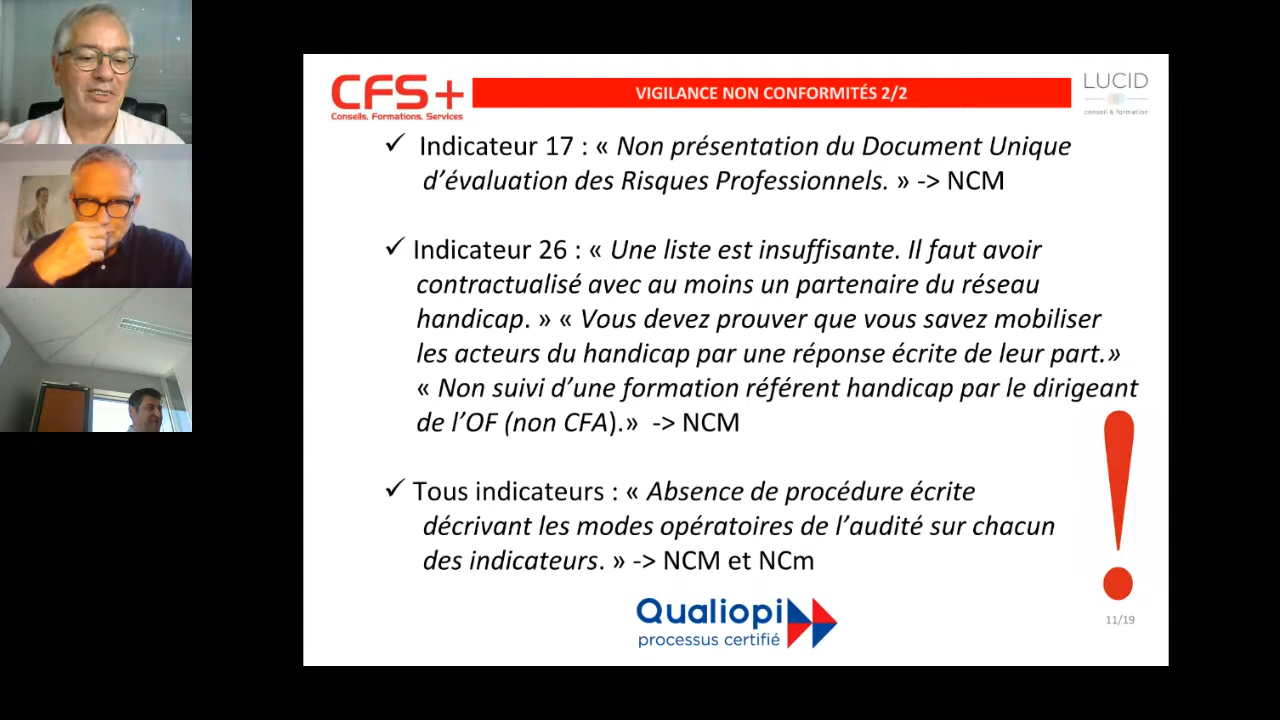 CFS+
Conseils, Formations, Services
VIGILANCE NON CONFORMITÉS 2/2
LUCID
conseil & formation
✓ Indicateur 17 : « Non présentation du Document Unique
d’évaluation des Risques Professionnels. » -> NCM
✓ Indicateur 26 : « Une liste est insuffisante. Il faut avoir
contractualisé avec au moins un partenaire du réseau
handicap. » « Vous devez prouver que vous savez mobiliser
les acteurs du handicap par une réponse écrite de leur part.»
« Non suivi d’une formation référent handicap par le dirigeant
de l’OF (non CFA).» -> NCM
✓ Tous indicateurs : « Absence de procédure écrite
décrivant les modes opératoires de l’audité sur chacun
des indicateurs. » -> NCM et NCm
!
Qualiopi
processus certifié
11/19